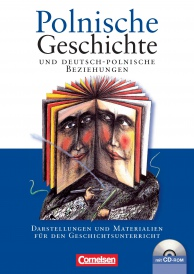 Polnische
Geschichte
und deutsch-polnische
Beziehungen
Darstellungen und Materialien
für den Geschichtsunterricht
Cornelsen
mit CD-ROM